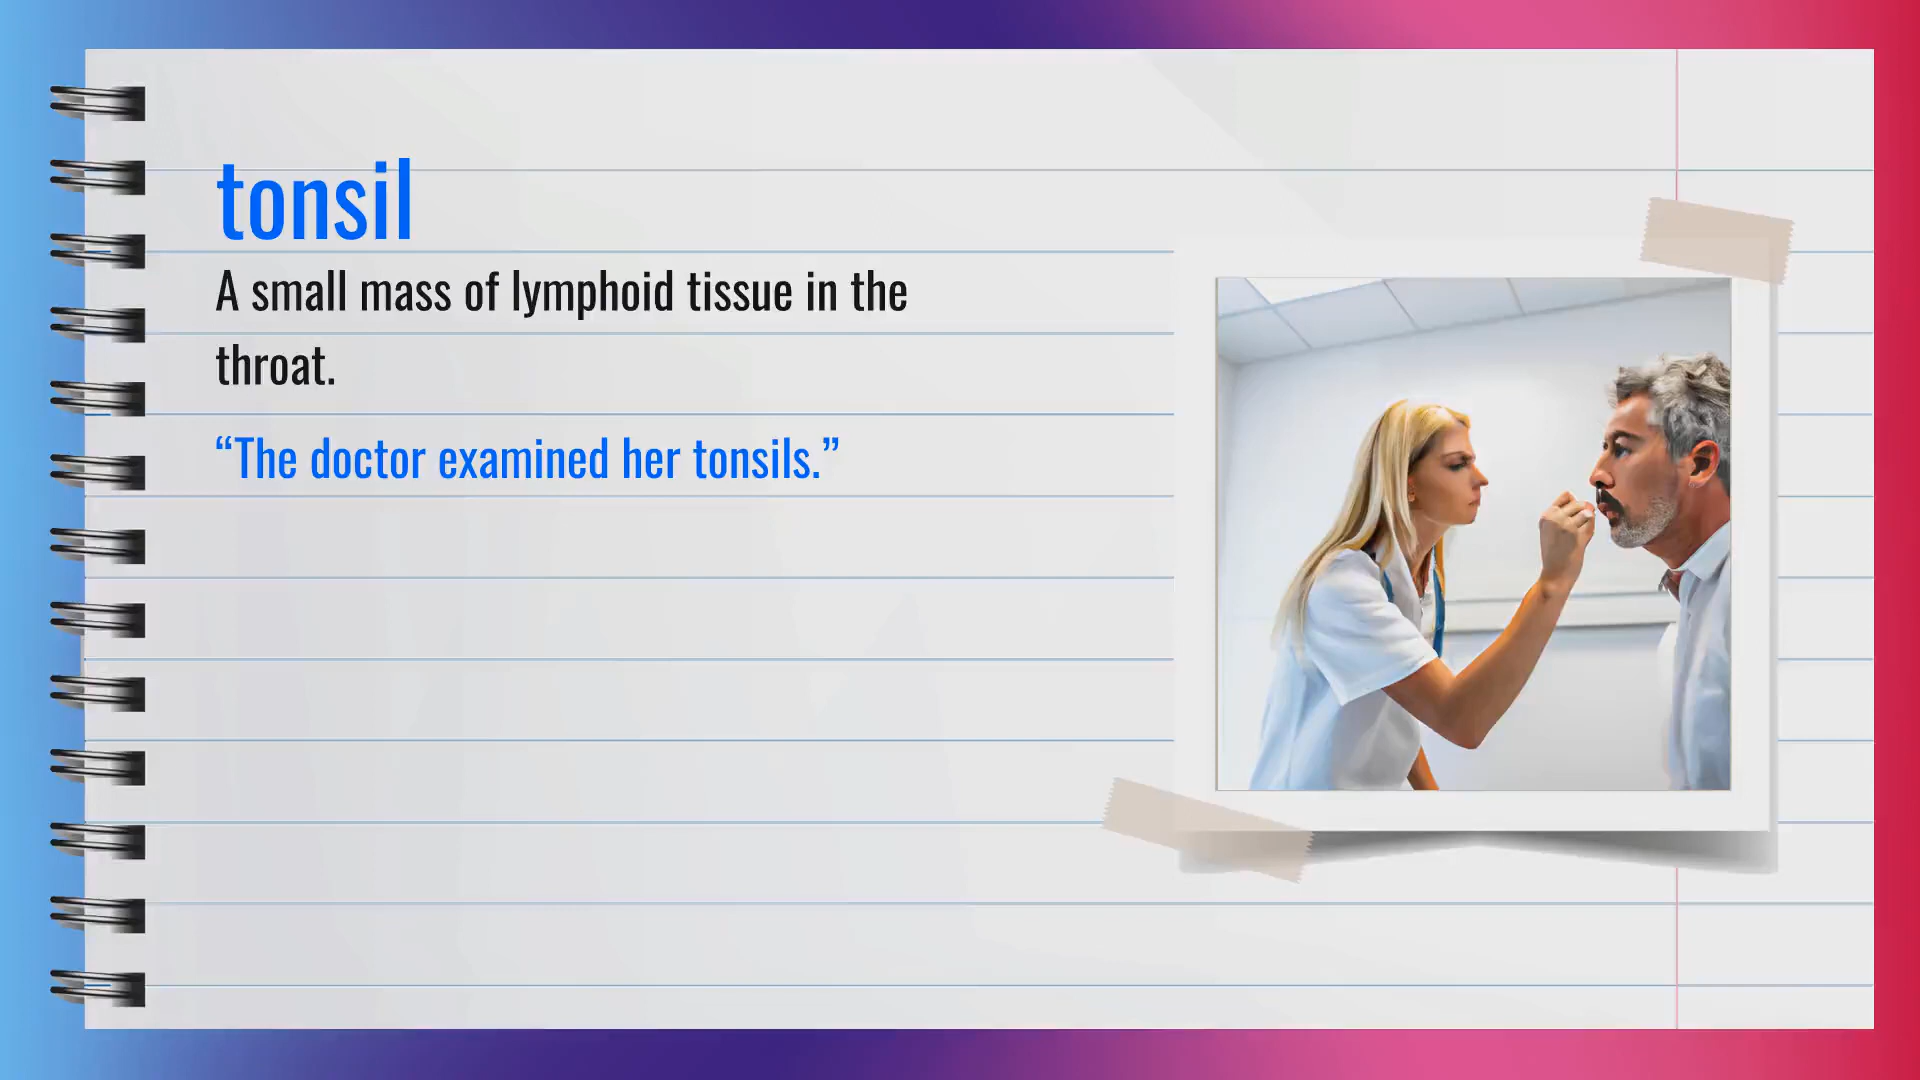 tonsil
A small mass of lymphoid tissue in the
throat.
“The doctor examined her tonsils.”